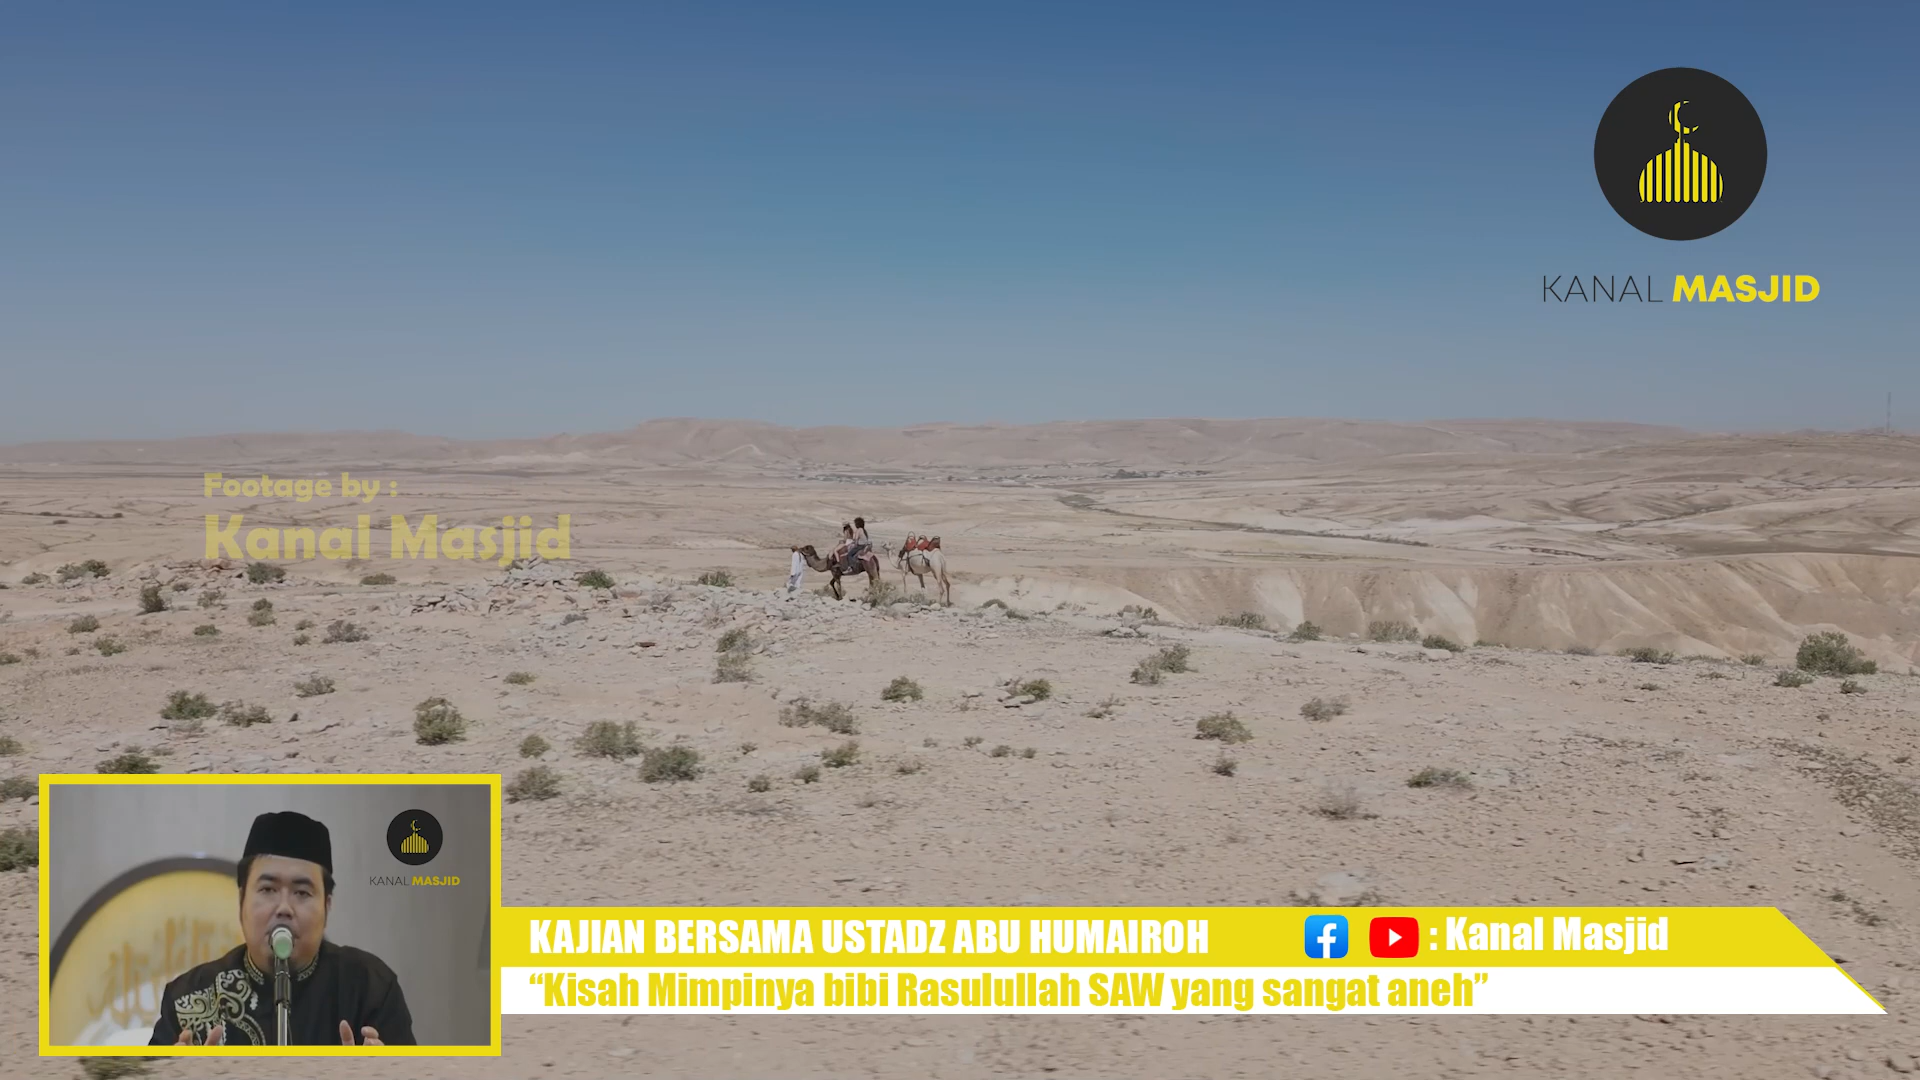 KANAL MASJID
Footage by :
Kanal Masjid
KANAL MASJID
KAJIAN BERSAMA USTADZ ABU HUMAIROH
: Kanal Masjid
“Kisah Mimpinya bibi Rasulullah SAW yang sangat aneh”